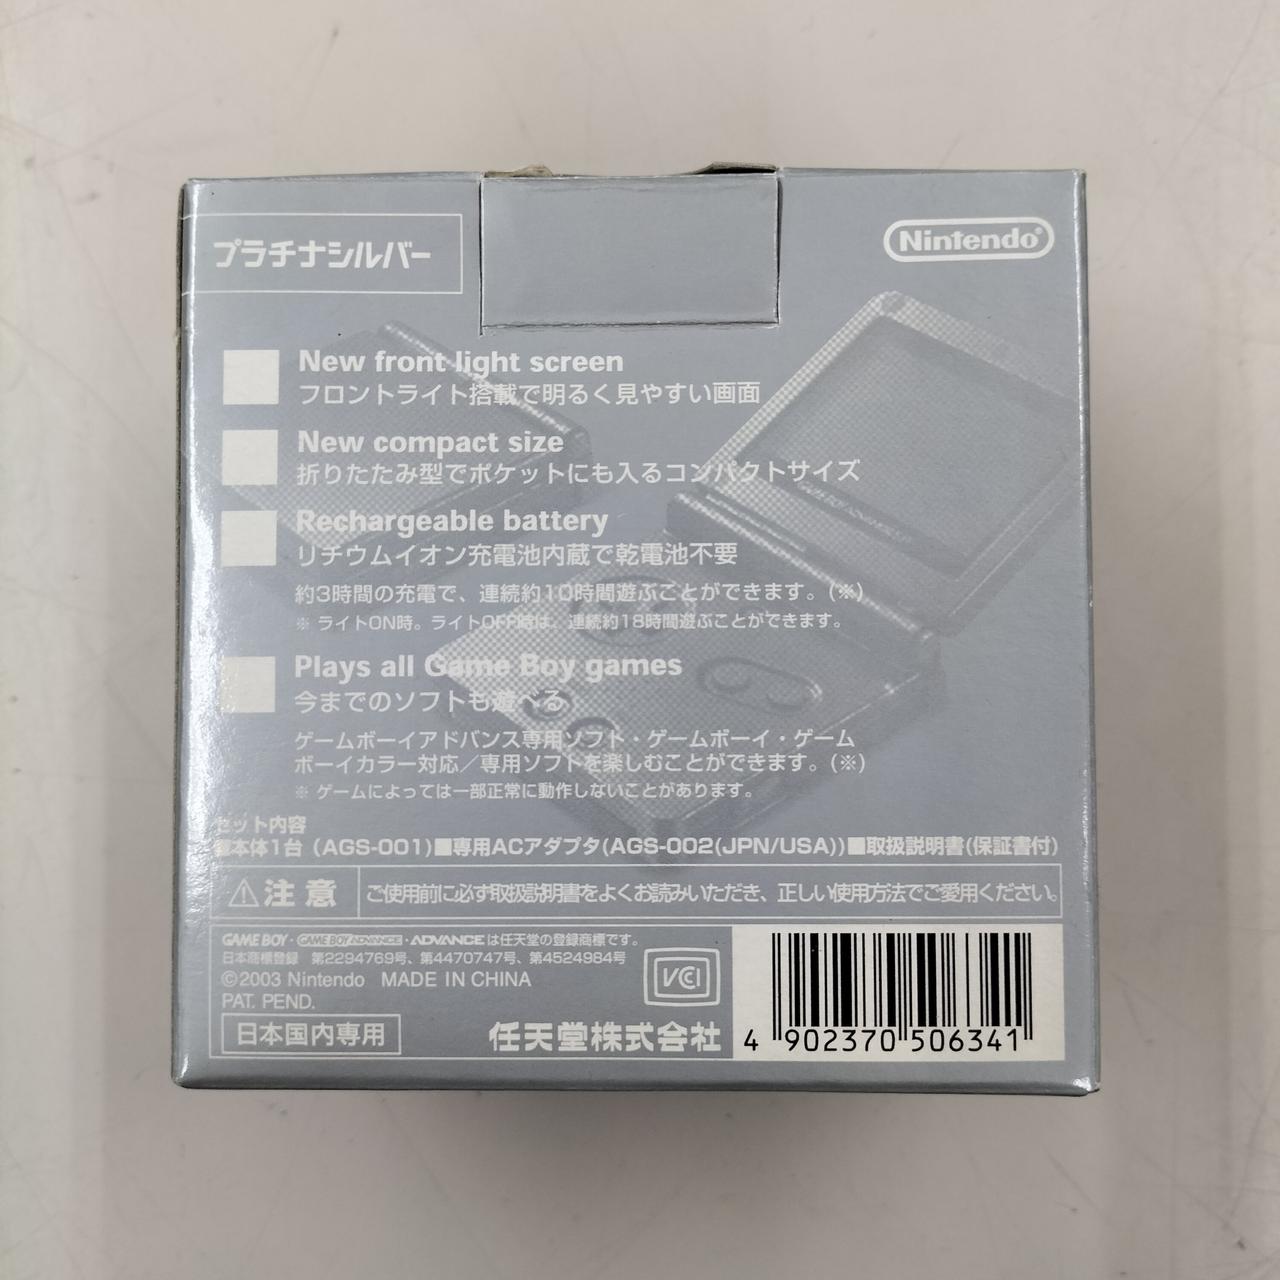 プラチナシルバー
Nintendo®
New front light screen
フロントライト搭載で明るく見やすい画面
New compact size
折りたたみ型でポケットにも入るコンパクトサイズ
Rechargeable battery
リチウムイオン充電池内蔵で乾電池不要
約3時間の充電で、連続約10時間遊ぶことができます。(※)
※ ライトON時。ライトOFF時は、連続約18時間遊ぶことができます。
Plays all Game Boy games
今までのソフトも遊べる
ゲームボーイアドバンス専用ソフト・ゲームボーイ・ゲーム
ボーイカラー対応／専用ソフトを楽しむことができます。(※)
※ ゲームによっては一部正常に動作しないことがあります。
セット内容
■本体1台（AGS-001)■専用ACアダプタ(AGS-002(JPN/USA))■取扱説明書(保証書付)
⚠注意 ご使用前に必ず取扱説明書をよくお読みいただき、正しい使用方法でご愛用ください。
GAME BOY・GAME BOY ADVANCE・ADVANCEは任天堂の登録商標です。
日本商標登録 第2294769号、第4470747号、第4524984号
©2003 Nintendo MADE IN CHINA
PAT. PEND.
VCCI
日本国内専用
任天堂株式会社
4 902370 506341